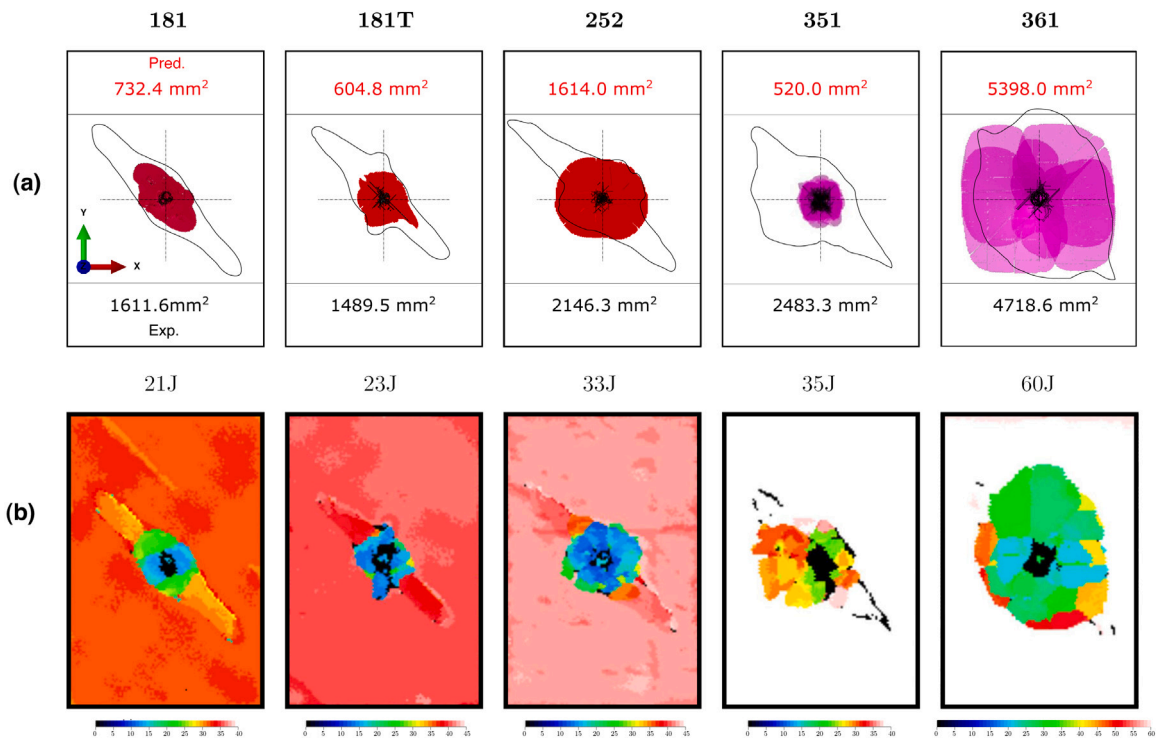 181 181T 252 351 361
Pred.
732.4 mm² 604.8 mm² 1614.0 mm² 520.0 mm² 5398.0 mm²
(a)
Y
X
1611.6mm² 1489.5 mm² 2146.3 mm² 2483.3 mm² 4718.6 mm²
Exp.
21J 23J 33J 35J 60J
(b)
0 5 10 15 20 25 30 35 40 0 5 10 15 20 25 30 35 40 45 0 5 10 15 20 25 30 35 40 45 0 5 10 15 20 25 30 35 40 0 5 10 15 20 25 30 35 40 45 50 55 60